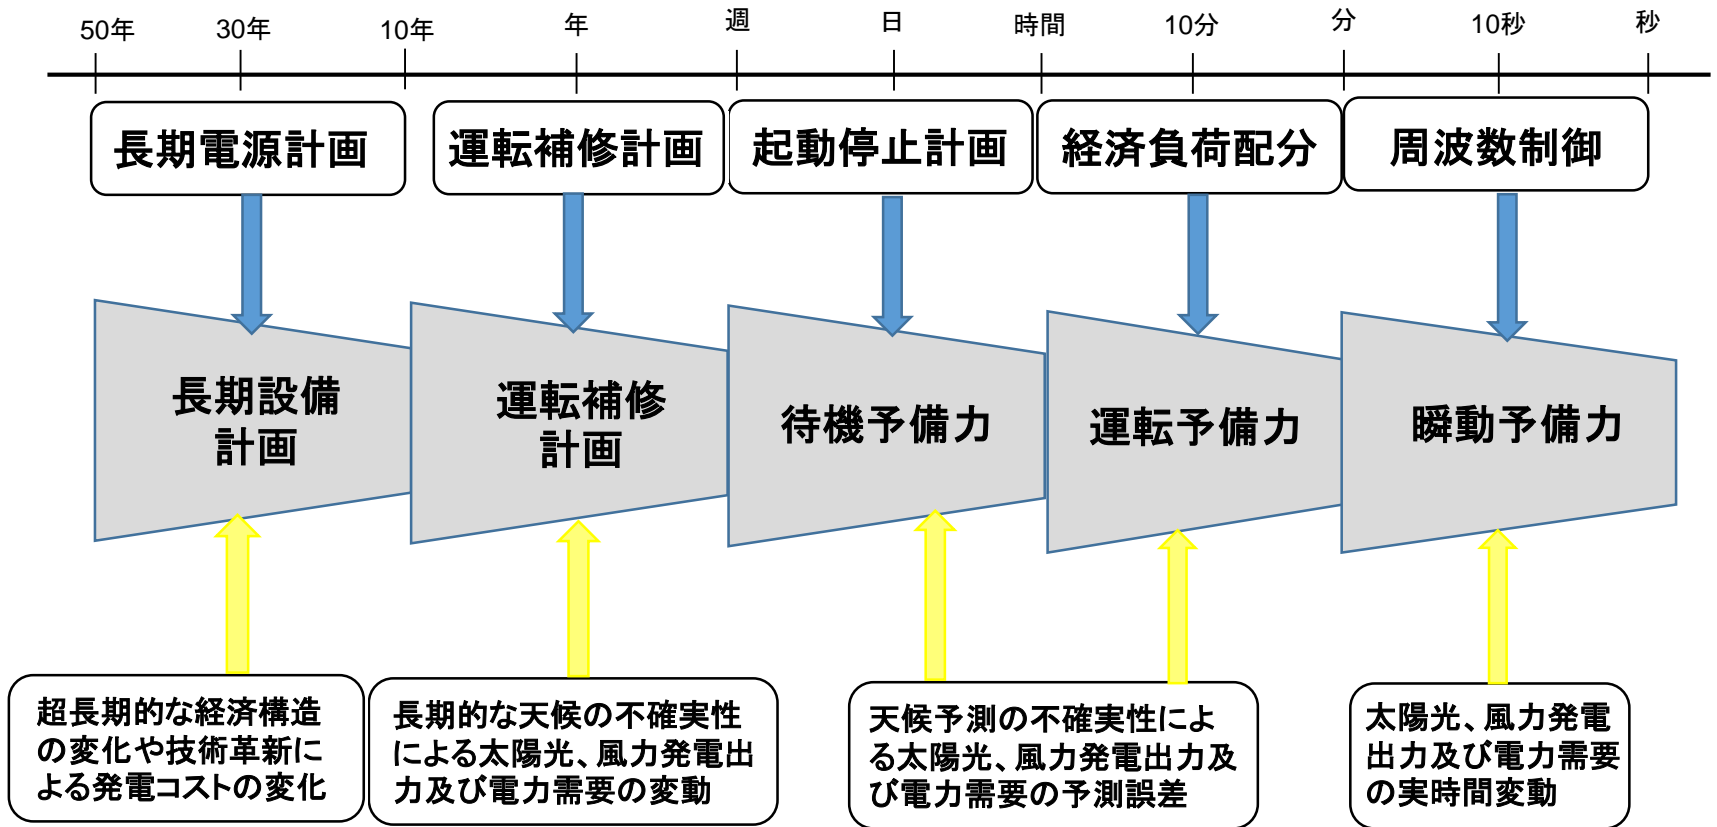 50年 30年 10年 年 週 日 時間 10分 分 10秒 秒
長期電源計画 運転補修計画 起動停止計画 経済負荷配分 周波数制御
長期設備
計画
運転補修
計画
待機予備力
運転予備力
瞬動予備力
超長期的な経済構造
の変化や技術革新に
よる発電コストの変化
長期的な天候の不確実性
による太陽光、風力発電出
力及び電力需要の変動
天候予測の不確実性によ
る太陽光、風力発電出力及
び電力需要の予測誤差
太陽光、風力発電
出力及び電力需要
の実時間変動